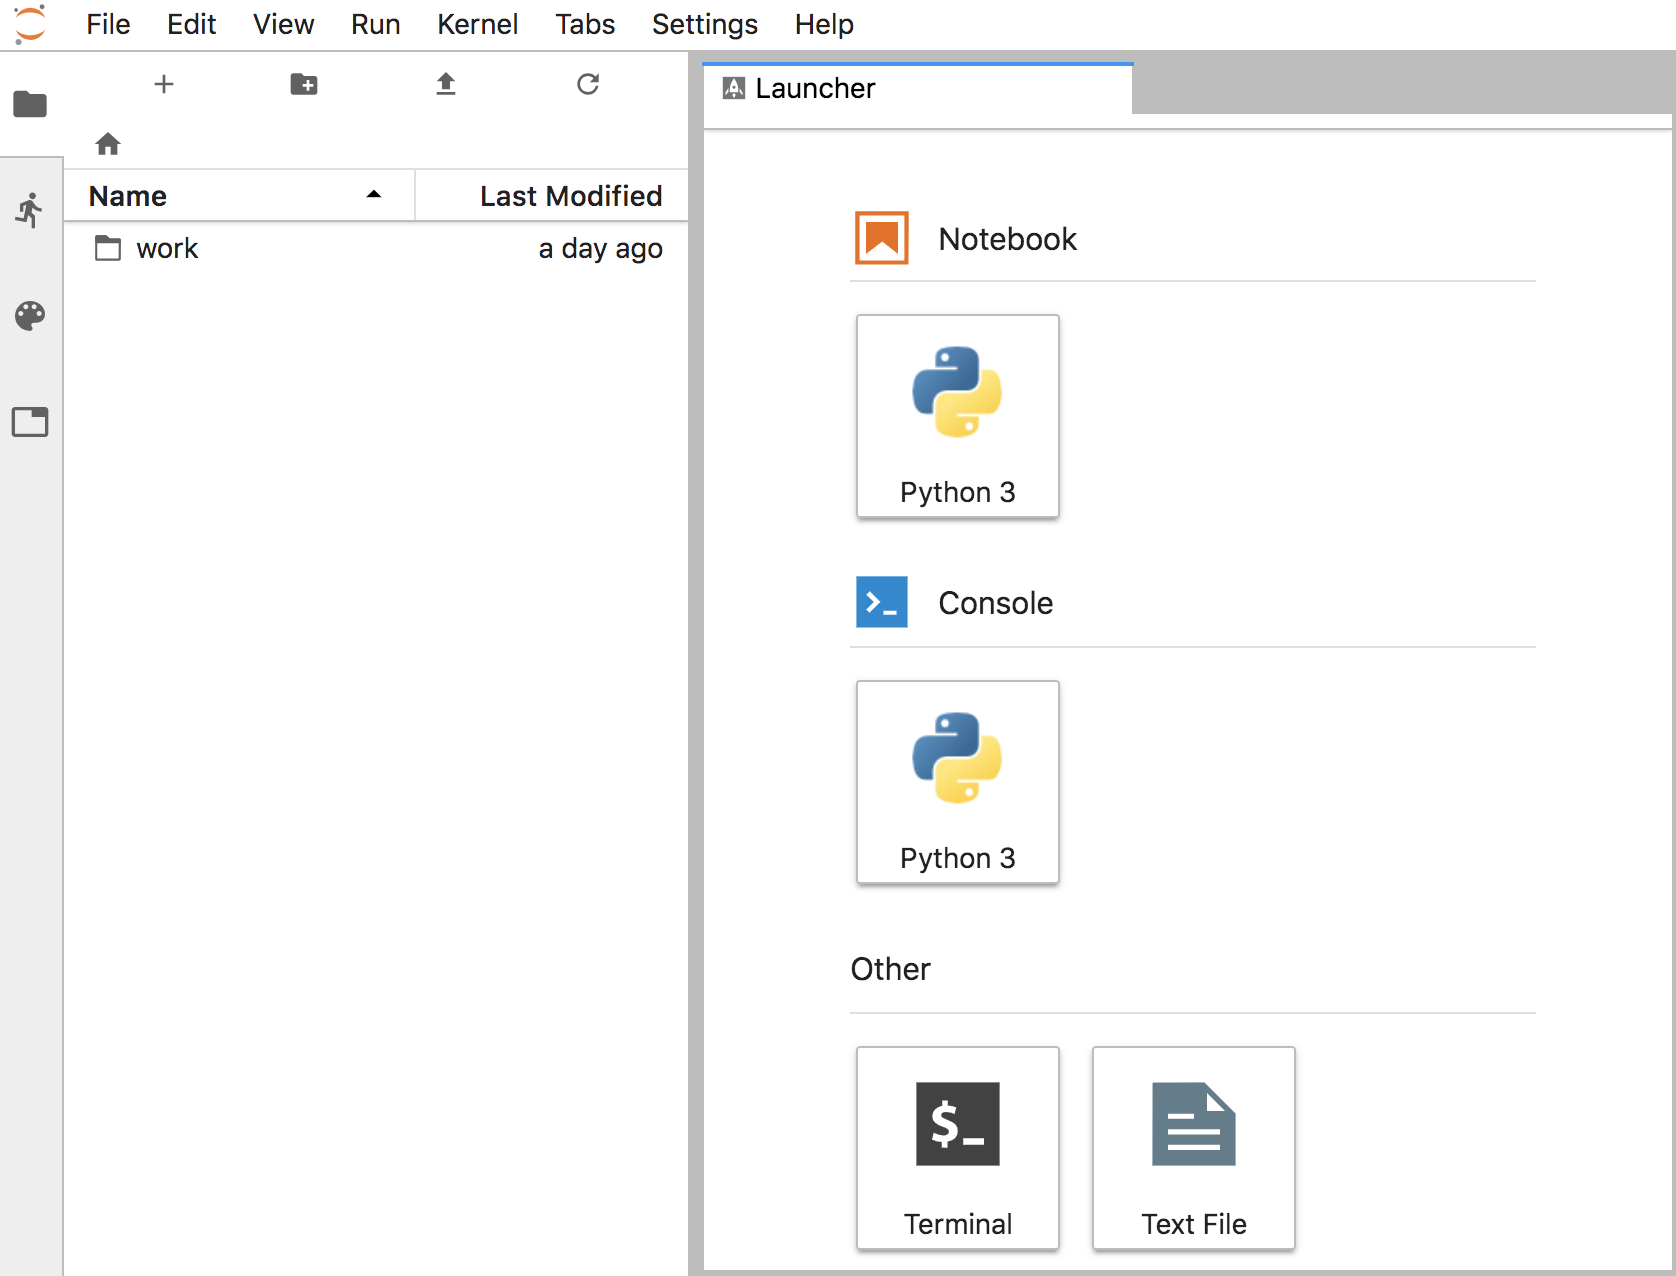 File Edit View Run Kernel Tabs Settings Help
Launcher
Name Last Modified
work a day ago
Notebook
Python 3
Console
Python 3
Other
$_
Terminal Text File